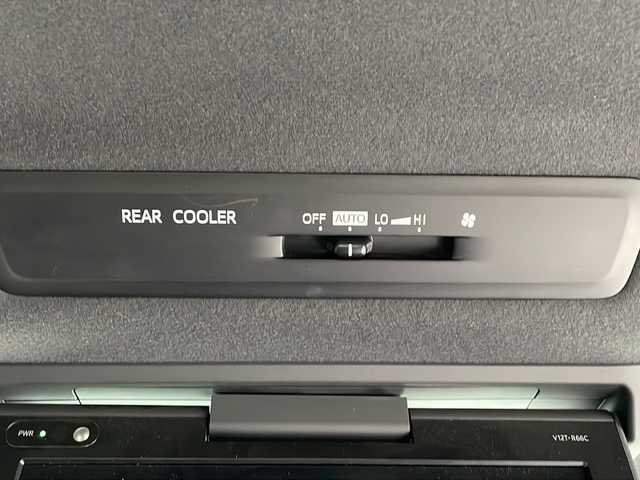 REAR COOLER OFF AUTO LO HI
PWR V12T-R66C